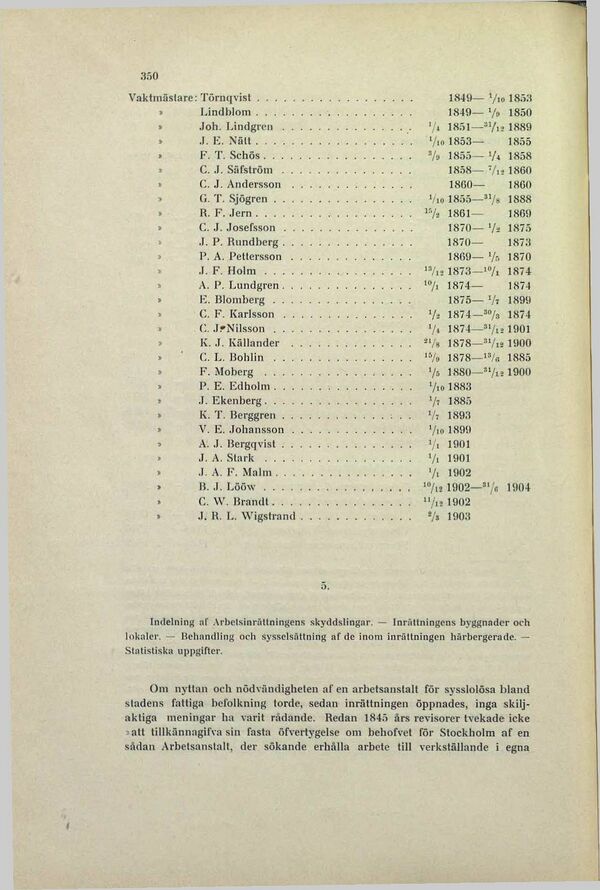 350
Vaktmästare: Törnqvist . . . . . . . . . . . . . . . . . . 1849— 1/10 1853
» Lindblom . . . . . . . . . . . . . . . . . . 1849— 1/9 1850
» Joh. Lindgren . . . . . . . . . . . . . . . 1/4 1851—31/12 1889
» J. E. Nätt . . . . . . . . . . . . . . . . . . 1/10 1853— 1855
» F. T. Schös . . . . . . . . . . . . . . . . . 3/9 1855— 1/4 1858
» C. J. Säfström . . . . . . . . . . . . . . . 1858— 7/12 1860
» C. J. Andersson . . . . . . . . . . . . . . 1860— 1860
» G. T. Sjögren . . . . . . . . . . . . . . . . 1/10 1855—31/8 1888
» R. F. Jern . . . . . . . . . . . . . . . . . . 15/2 1861— 1869
» C. J. Josefsson . . . . . . . . . . . . . . . 1870— 1/2 1875
» J. P. Rundberg . . . . . . . . . . . . . . . 1870— 1873
» P. A. Pettersson . . . . . . . . . . . . . . 1869— 1/5 1870
» J. F. Holm . . . . . . . . . . . . . . . . . 13/12 1873—10/1 1874
» A. P. Lundgren . . . . . . . . . . . . . . . 10/1 1874— 1874
» E. Blomberg . . . . . . . . . . . . . . . . 1875— 1/7 1899
» C. F. Karlsson . . . . . . . . . . . . . . . 1/2 1874—30/3 1874
» C. J. Nilsson . . . . . . . . . . . . . . . . 1/4 1874—31/12 1901
» K. J. Källander . . . . . . . . . . . . . . 21/8 1878—31/12 1900
» C. L. Bohlin . . . . . . . . . . . . . . . . 15/9 1878—13/6 1885
» F. Moberg . . . . . . . . . . . . . . . . . 1/5 1880—31/12 1900
» P. E. Edholm . . . . . . . . . . . . . . . . 1/10 1883
» J. Ekenberg . . . . . . . . . . . . . . . . . 1/7 1885
» K. T. Berggren . . . . . . . . . . . . . . . 1/7 1893
» V. E. Johansson . . . . . . . . . . . . . . 1/10 1899
» A. J. Bergqvist . . . . . . . . . . . . . . . 1/1 1901
» J. A. Stark . . . . . . . . . . . . . . . . . 1/1 1901
» J. A. F. Malm . . . . . . . . . . . . . . . . 1/1 1902
» B. J. Lööw . . . . . . . . . . . . . . . . . 10/12 1902—31/6 1904
» C. W. Brandt . . . . . . . . . . . . . . . . 11/12 1902
» J. R. L. Wigstrand . . . . . . . . . . . . . 2/3 1903
5.
Indelning af Arbetsinrättningens skyddslingar. — Inrättningens byggnader och
lokaler. — Behandling och sysselsättning af de inom inrättningen härbergerade. —
Statistiska uppgifter.
Om nyttan och nödvändigheten af en arbetsanstalt för sysslolösa bland
stadens fattiga befolkning torde, sedan inrättningen öppnades, inga skilj-
aktiga meningar ha varit rådande. Redan 1845 års revisorer tvekade icke
»att tillkännagifva sin fasta öfvertygelse om behofvet för Stockholm af en
sådan Arbetsanstalt, der sökande erhålla arbete till verkställande i egna